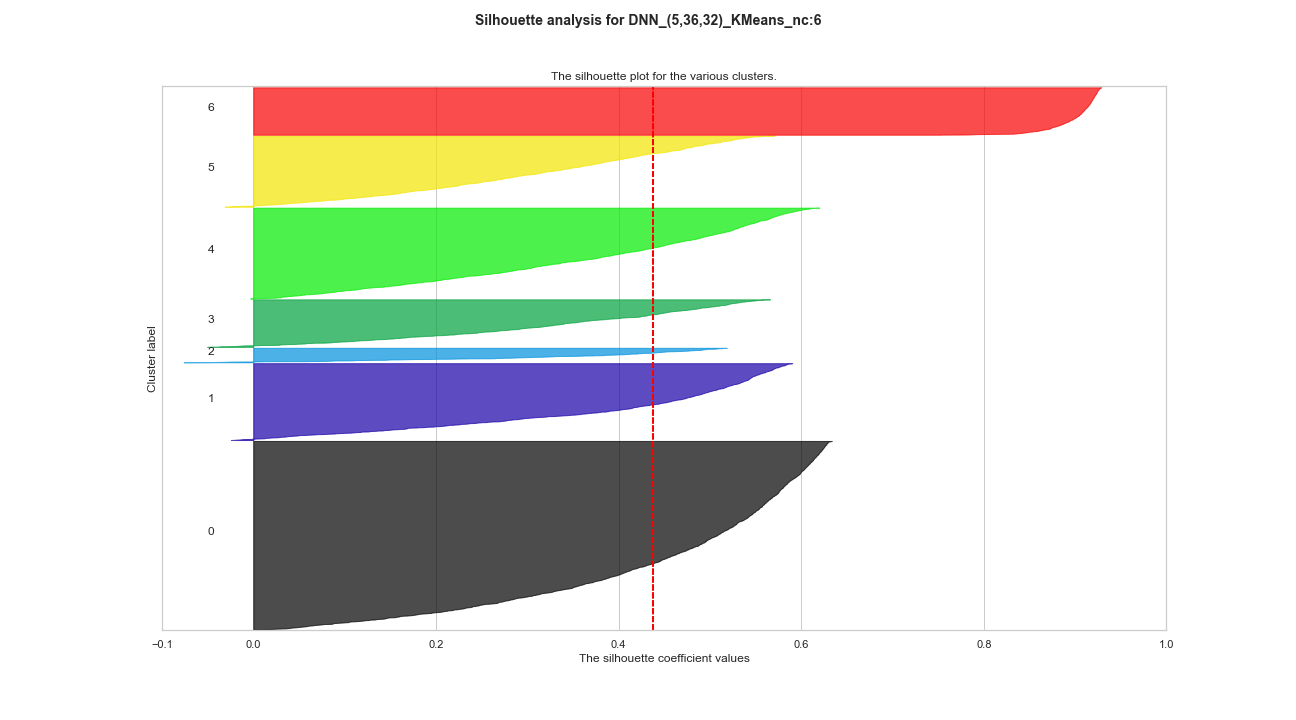 Silhouette analysis for DNN_(5,36,32)_KMeans_nc:6
The silhouette plot for the various clusters.
6
5
4
3
2
1
0
Cluster label
−0.1 0.0 0.2 0.4 0.6 0.8 1.0
The silhouette coefficient values